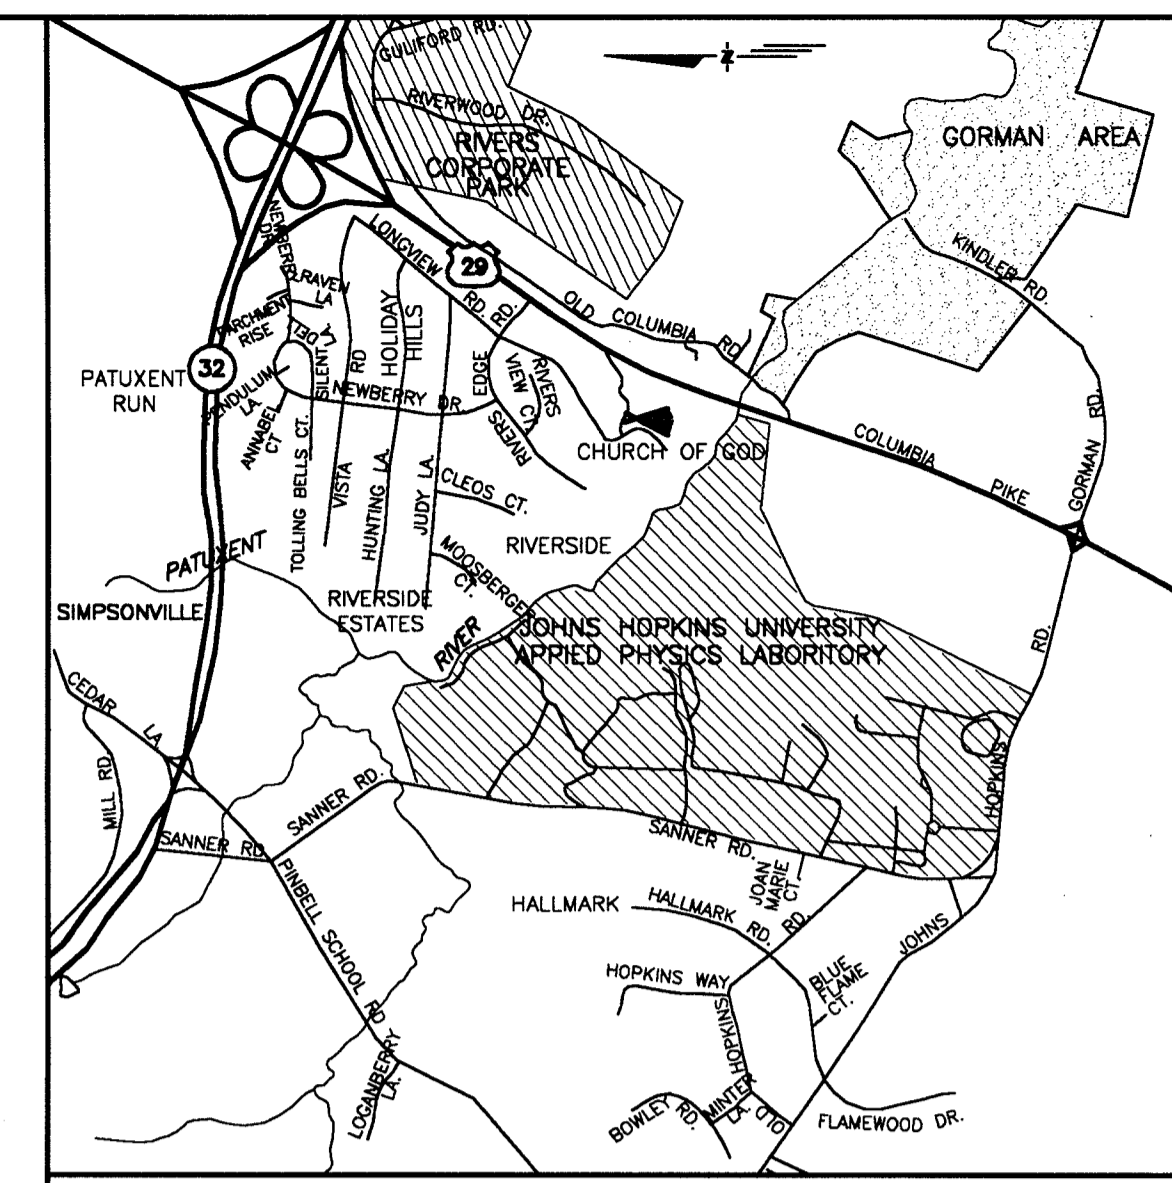 GUILIFORD RD.
N
RIVERWOOD DR.
RIVERS
CORPORATE
PARK
GORMAN AREA
KINDLER RD.
NEWBERRY
DR.
LONGVIEW
RD.
29
RAVEN
LA
PARCHMENT
RISE
DEL
LA
HOLIDAY
HILLS
OLD COLUMBIA
RD.
32
PATUXENT
RUN
PENDULUM
LA.
ANNABEL
CT
SILENT
RD
NEWBERRY DR.
EDGE
RD.
RIVERS
RIVERS
VIEW CT.
CHURCH OF GOD
COLUMBIA
PIKE
GORMAN RD.
TOLLING BELLS CT.
VISTA
HUNTING LA.
JUDY LA.
CLEOS CT.
RIVERSIDE
MOOSBERGER
CT.
PATUXENT
SIMPSONVILLE
RIVERSIDE
ESTATES
RIVER
JOHNS HOPKINS UNIVERSITY
APPIED PHYSICS LABORITORY
RD.
CEDAR
LA
MILL RD.
SANNER RD.
SANNER RD
HOPKINS
SANNER RD.
JOAN
MARIE
CT.
PINBELL SCHOOL RD
HALLMARK
HALLMARK RD.
RD.
JOHNS
HOPKINS WAY
BLUE
FLAME
CT.
HOPKINS
LOGANBERRY
LA.
BOWLEY RD.
MINTER
LA.
OLD
FLAMEWOOD DR.